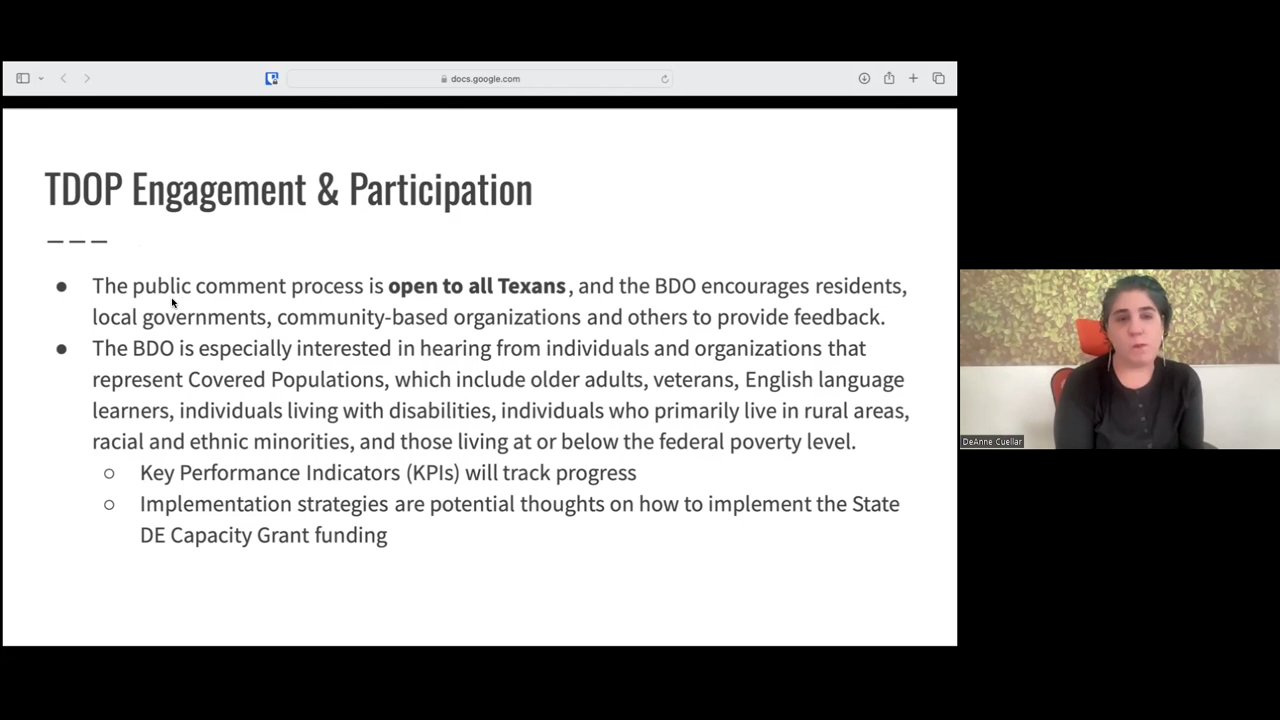 docs.google.com
TDOP Engagement & Participation
● The public comment process is open to all Texans, and the BDO encourages residents,
local governments, community-based organizations and others to provide feedback.
● The BDO is especially interested in hearing from individuals and organizations that
represent Covered Populations, which include older adults, veterans, English language
learners, individuals living with disabilities, individuals who primarily live in rural areas,
racial and ethnic minorities, and those living at or below the federal poverty level.
○ Key Performance Indicators (KPIs) will track progress
○ Implementation strategies are potential thoughts on how to implement the State
DE Capacity Grant funding
DeAnne Cuellar